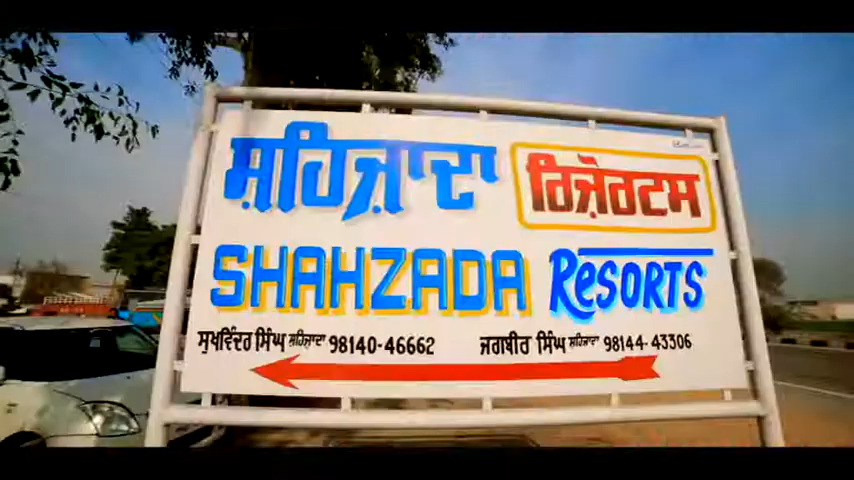 ਸ਼ਹਿਜ਼ਾਦਾ ਰਿਜ਼ੋਰਟਸ
SHAHZADA Resorts
ਸੁਖਵਿੰਦਰ ਸਿੰਘ ਸ਼ਹਿਜ਼ਾਦਾ 98140-46662 ਜਗਬੀਰ ਸਿੰਘ ਸ਼ਹਿਜ਼ਾਦਾ 98144-43306